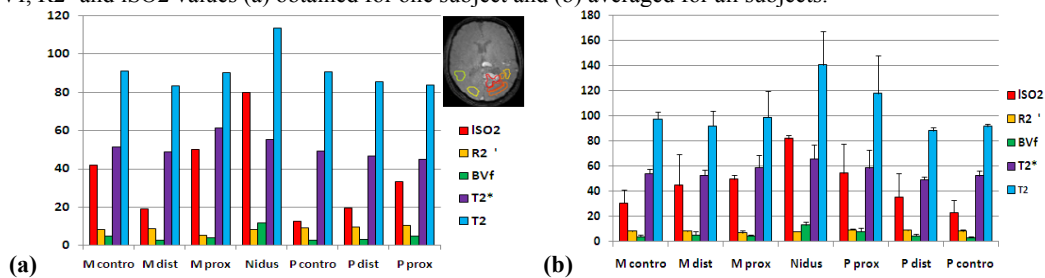 VI, R2 and lSO2 values (a) obtained for one subject and (b) averaged for all subjects.
120
100
80
60
40
20
0
M contro M dist M prox Nidus P contro P dist P prox
lSO2
R2 '
BVf
T2*
T2
(a)
180
160
140
120
100
80
60
40
20
0
M contro M dist M prox Nidus P prox P dist P contro
lSO2
R2 '
BVf
T2*
T2
(b)